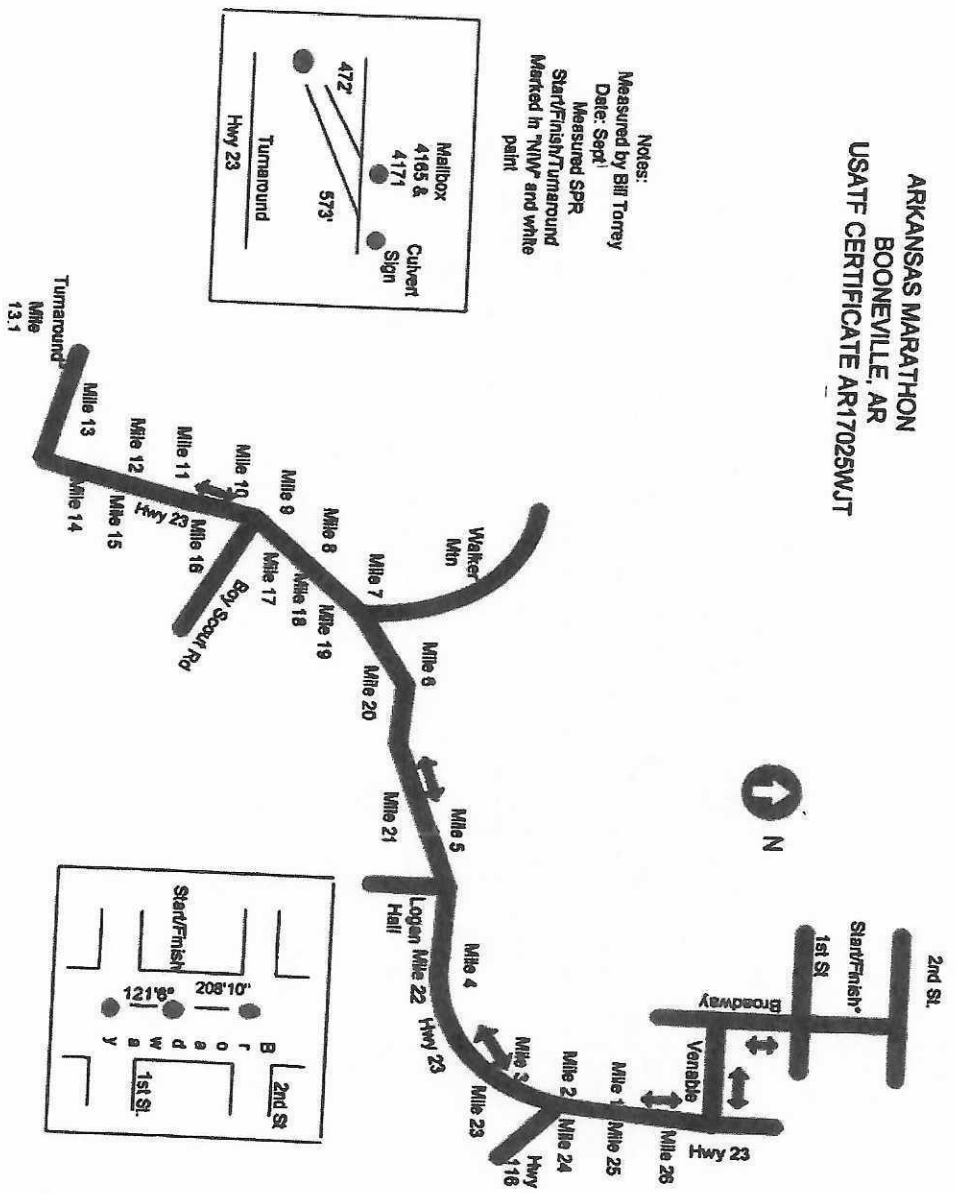 ARKANSAS MARATHON
BOONEVILLE, AR
USATF CERTIFICATE AR17025WJT
Notes:
Measured by Bill Torrey
Date: Sept
Measured SPR
Start/Finish/Turnaround
Marked in "N/W" and white
paint
Mailbox
4165 &
4171
Culvert
Sign
472'
573'
Turnaround
Hwy 23
N
2nd St.
Start/Finish*
1st St
Broadway
Venable
Hwy 23
Mile 26
Mile 1
Mile 25
Mile 2
Mile 24
Hwy
116
Mile 3
Mile 23
Hwy 23
Mile 4
Mile 22
Logan
Hall
Mile 5
Mile 21
Mile 6
Mile 20
Walker
Mtn
Mile 7
Mile 19
Mile 8
Mile 18
Mile 9
Mile 17
Boy Scout Rd
Mile 10
Mile 16
Hwy 23
Mile 11
Mile 15
Mile 12
Mile 14
Mile 13
Turnaround
Mile
13.1
Start/Finish
121'6"
208'10"
Broadway
2nd St
1st St.